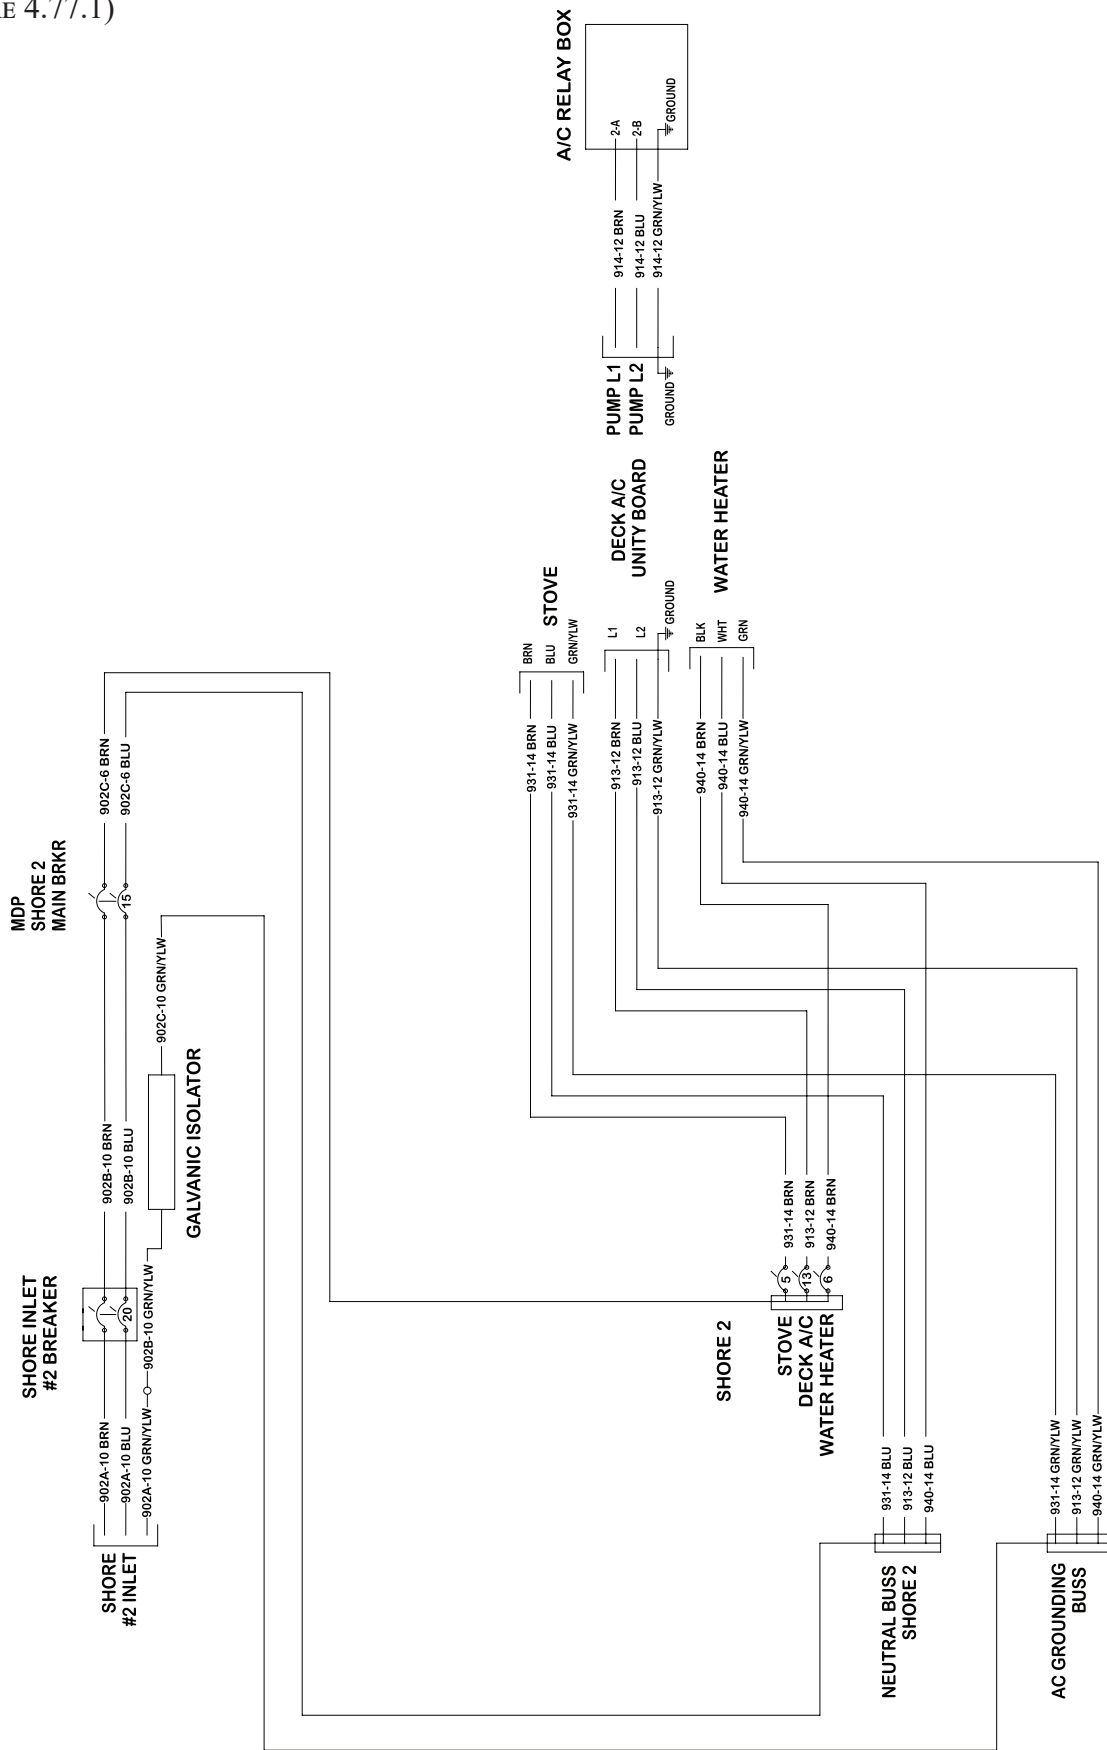 RE 4.77.1)
A/C RELAY BOX
2-A
2-B
GROUND
914-12 BRN
914-12 BLU
914-12 GRN/YLW
PUMP L1
PUMP L2
GROUND
DECK A/C
UNITY BOARD
L1
L2
GROUND
WATER HEATER
BLK
WHT
GRN
STOVE
BRN
BLU
GRN/YLW
931-14 BRN
931-14 BLU
931-14 GRN/YLW
913-12 BRN
913-12 BLU
913-12 GRN/YLW
940-14 BRN
940-14 BLU
940-14 GRN/YLW
MDP
SHORE 2
MAIN BRKR
902C-6 BRN
902C-6 BLU
15
902C-10 GRN/YLW
GALVANIC ISOLATOR
902B-10 BRN
902B-10 BLU
902B-10 GRN/YLW
SHORE INLET
#2 BREAKER
20
902A-10 BRN
902A-10 BLU
902A-10 GRN/YLW
SHORE
#2 INLET
SHORE 2
STOVE
DECK A/C
WATER HEATER
5
13
6
931-14 BRN
913-12 BRN
940-14 BRN
931-14 BLU
913-12 BLU
940-14 BLU
NEUTRAL BUSS
SHORE 2
931-14 GRN/YLW
913-12 GRN/YLW
940-14 GRN/YLW
AC GROUNDING
BUSS